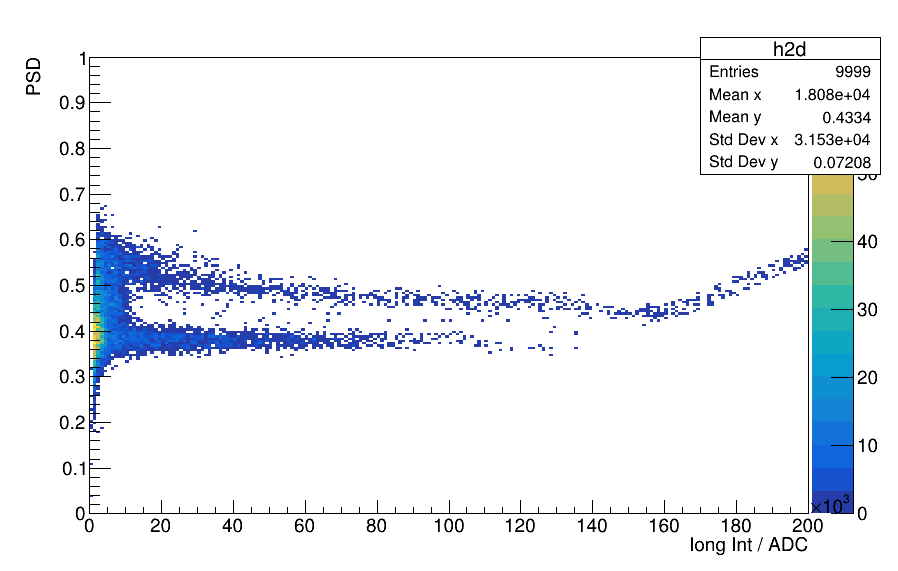 h2d
Entries 9999
Mean x 1.808e+04
Mean y 0.4334
Std Dev x 3.153e+04
Std Dev y 0.07208
PSD
1
0.9
0.8
0.7
0.6
0.5
0.4
0.3
0.2
0.1
0
0 20 40 60 80 100 120 140 160 180 200
×10³
long Int / ADC
50
40
30
20
10
0